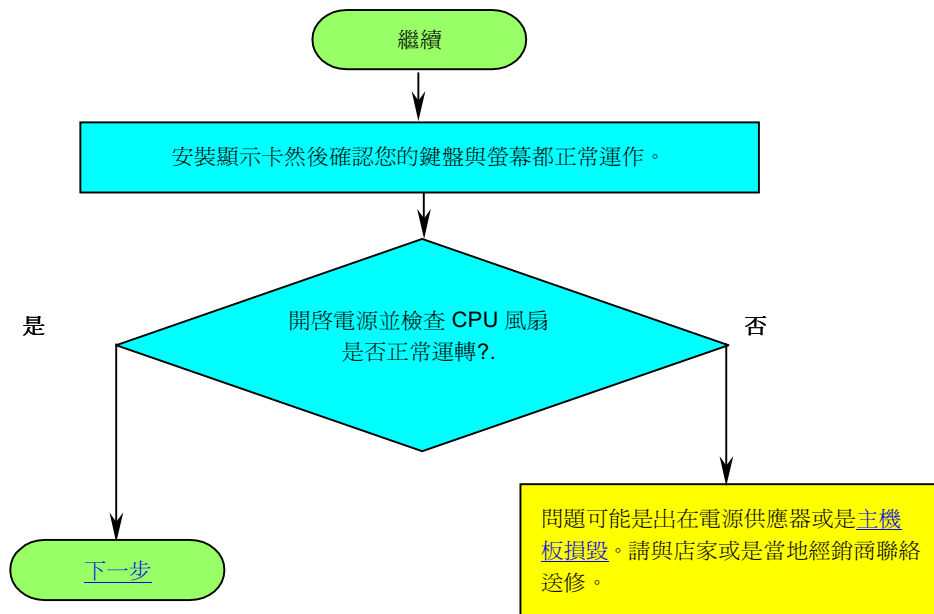 繼續
安裝顯示卡然後確認您的鍵盤與螢幕都正常運作。
開啓電源並檢查 CPU 風扇
是否正常運轉?.
是
否
問題可能是出在電源供應器或是主機
板損毀。請與店家或是當地經銷商聯絡
送修。
下一步